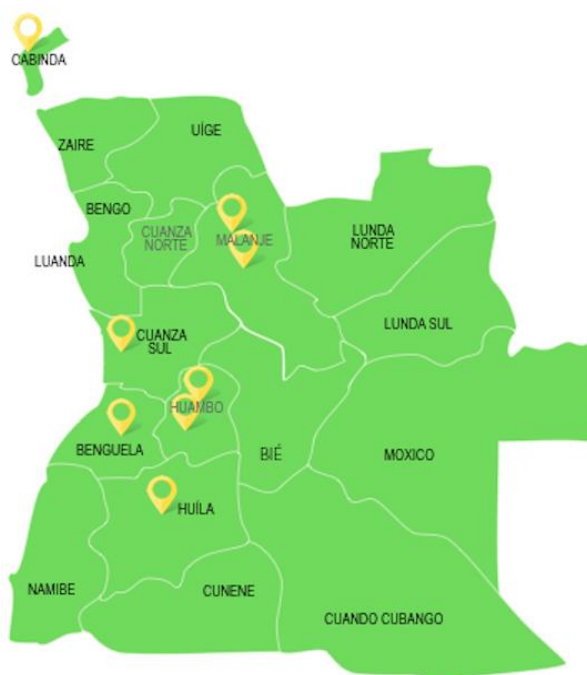 CABINDA
UÍGE
ZAIRE
BENGO
CUANZA
NORTE
MALANJE
LUNDA
NORTE
LUANDA
LUNDA SUL
CUANZA
SUL
HUAMBO
BENGUELA
BIÉ
MOXICO
HUÍLA
NAMIBE
CUNENE
CUANDO CUBANGO